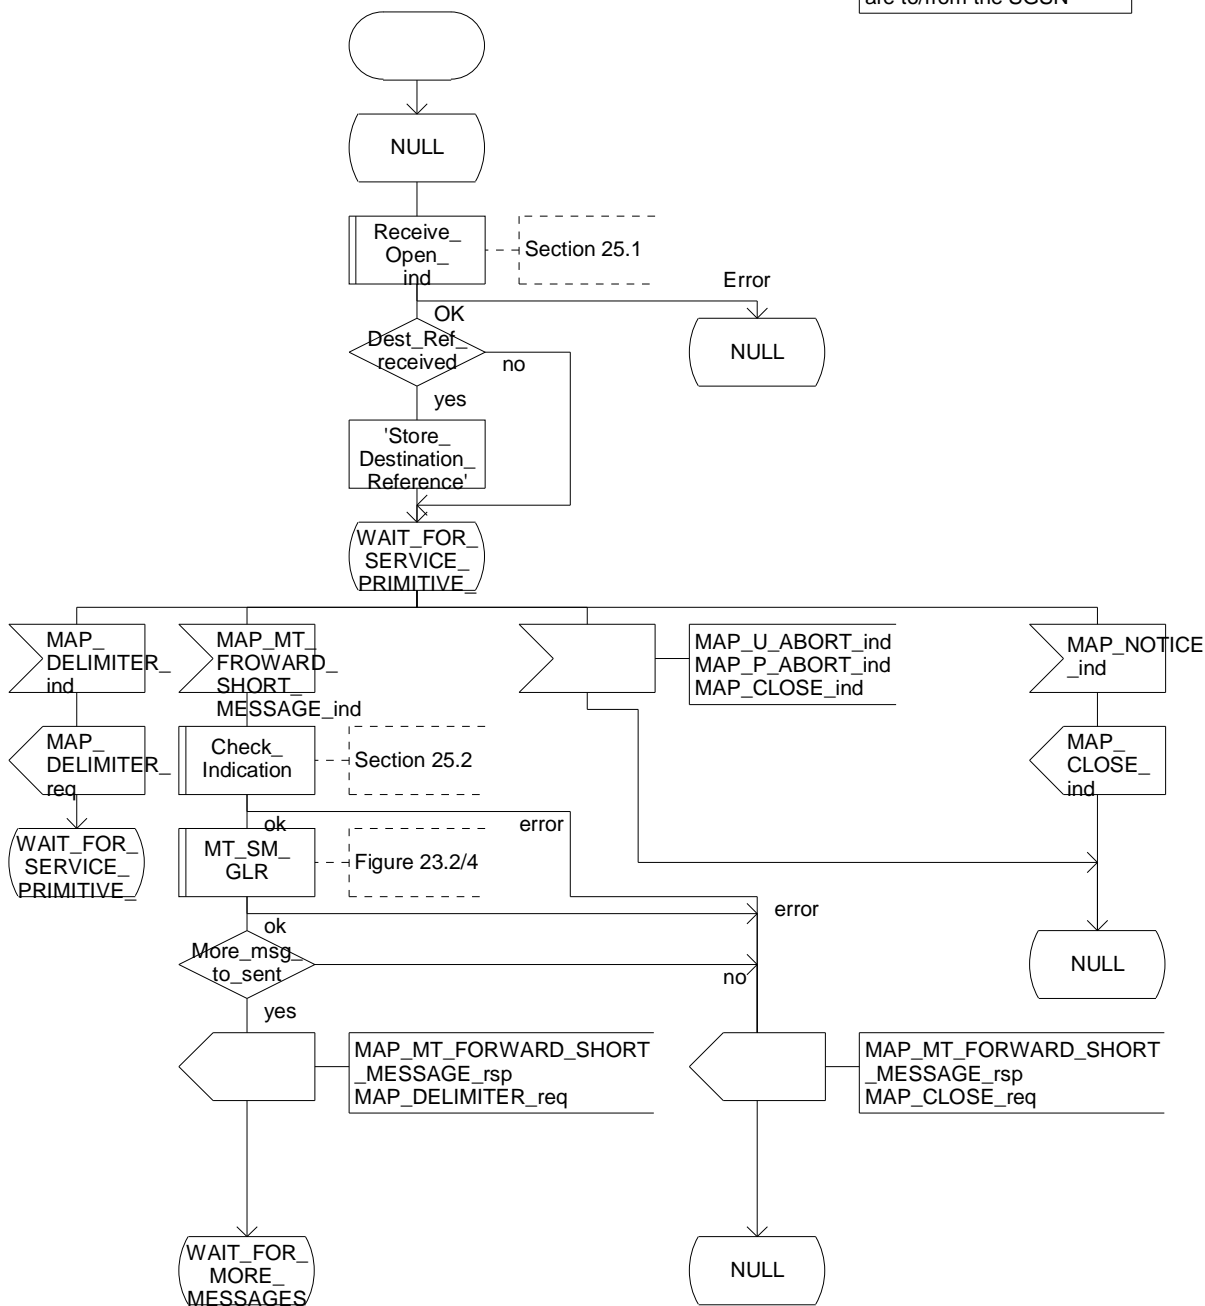 are to/from the SGSN
NULL
Receive_
Open_
ind
Section 25.1
Error
OK
Dest_Ref_
received
no
NULL
yes
'Store_
Destination_
Reference'
WAIT_FOR_
SERVICE_
PRIMITIVE_
MAP_
DELIMITER_
ind
MAP_MT_
FROWARD_
SHORT_
MESSAGE_ind
MAP_U_ABORT_ind
MAP_P_ABORT_ind
MAP_CLOSE_ind
MAP_NOTICE
_ind
MAP_
DELIMITER_
req
Check_
Indication
Section 25.2
MAP_
CLOSE_
ind
ok
error
WAIT_FOR_
SERVICE_
PRIMITIVE_
MT_SM_
GLR
Figure 23.2/4
error
ok
More_msg_
to_sent
no
NULL
yes
MAP_MT_FORWARD_SHORT
_MESSAGE_rsp
MAP_DELIMITER_req
MAP_MT_FORWARD_SHORT
_MESSAGE_rsp
MAP_CLOSE_req
WAIT_FOR_
MORE_
MESSAGES
NULL